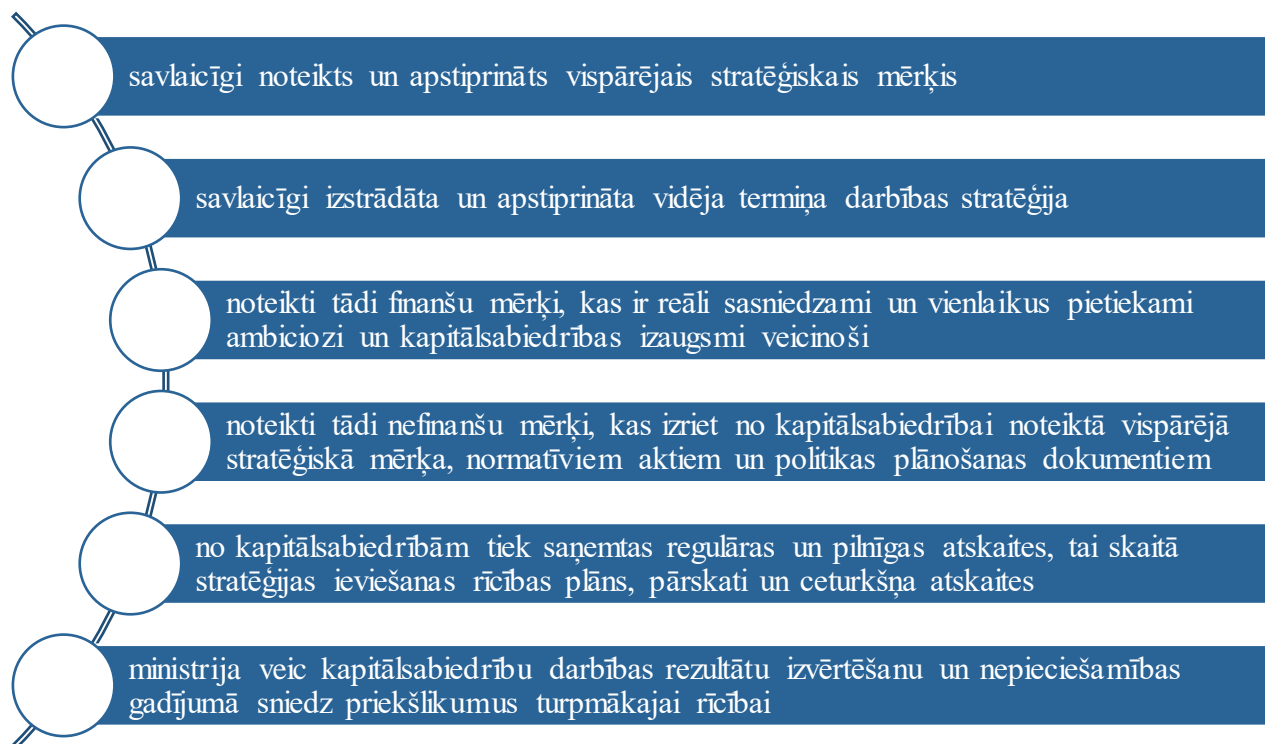 savlaicīgi noteikts un apstiprināts vispārējais stratēģiskais mērķis
savlaicīgi izstrādāta un apstiprināta vidēja termiņa darbības stratēģija
noteikti tādi finanšu mērķi, kas ir reāli sasniedzami un vienlaikus pietiekami
ambiciozi un kapitālsabiedrības izaugsmi veicinoši
noteikti tādi nefinanšu mērķi, kas izriet no kapitālsabiedrībai noteiktā vispārējā
stratēģiskā mērķa, normatīviem aktiem un politikas plānošanas dokumentiem
no kapitālsabiedrībām tiek saņemtas regulāras un pilnīgas atskaites, tai skaitā
stratēģijas ieviešanas rīcības plāns, pārskati un ceturkšņa atskaites
ministrija veic kapitālsabiedrību darbības rezultātu izvērtēšanu un nepieciešamības
gadījumā sniedz priekšlikumus turpmākajai rīcībai